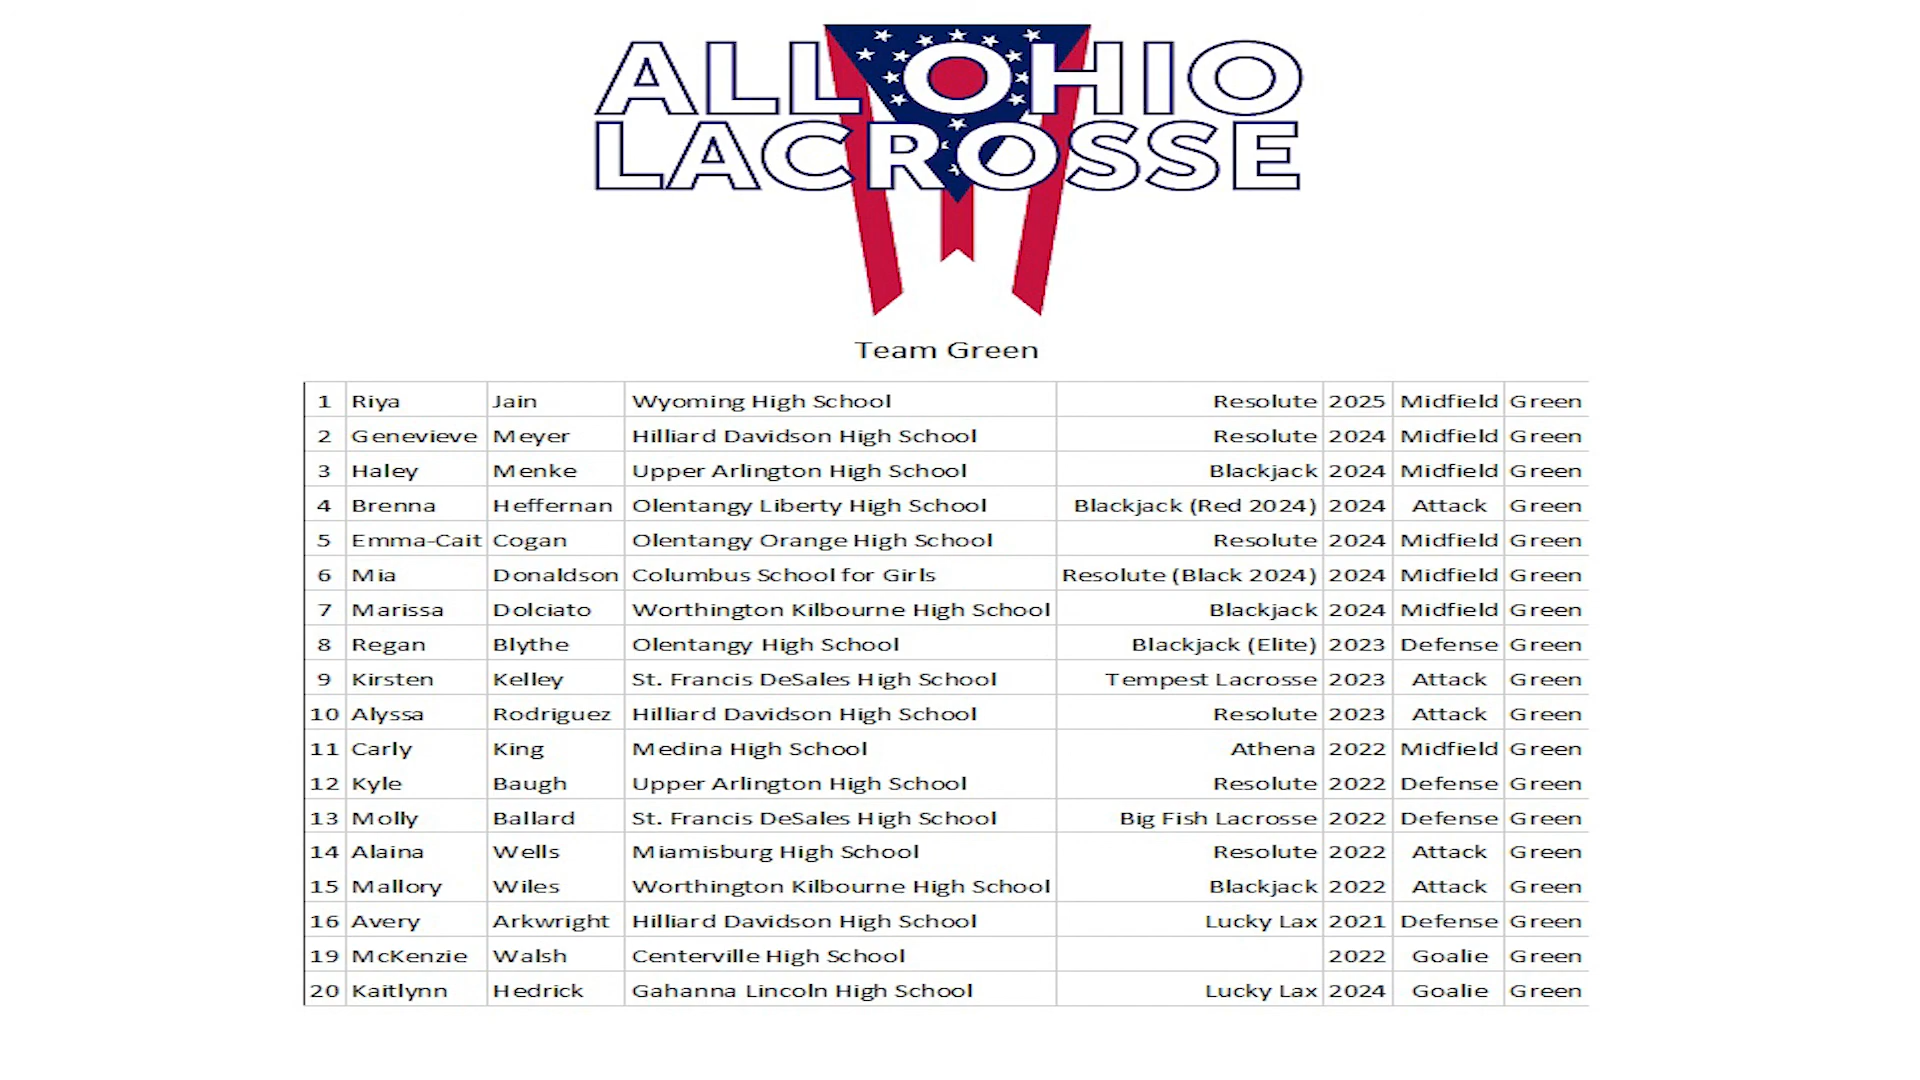 ALL OHIO
LACROSSE
Team Green
1 Riya Jain Wyoming High School Resolute 2025 Midfield Green
2 Genevieve Meyer Hilliard Davidson High School Resolute 2024 Midfield Green
3 Haley Menke Upper Arlington High School Blackjack 2024 Midfield Green
4 Brenna Heffernan Olentangy Liberty High School Blackjack (Red 2024) 2024 Attack Green
5 Emma-Cait Cogan Olentangy Orange High School Resolute 2024 Midfield Green
6 Mia Donaldson Columbus School for Girls Resolute (Black 2024) 2024 Midfield Green
7 Marissa Dolciato Worthington Kilbourne High School Blackjack 2024 Midfield Green
8 Regan Blythe Olentangy High School Blackjack (Elite) 2023 Defense Green
9 Kirsten Kelley St. Francis DeSales High School Tempest Lacrosse 2023 Attack Green
10 Alyssa Rodriguez Hilliard Davidson High School Resolute 2023 Attack Green
11 Carly King Medina High School Athena 2022 Midfield Green
12 Kyle Baugh Upper Arlington High School Resolute 2022 Defense Green
13 Molly Ballard St. Francis DeSales High School Big Fish Lacrosse 2022 Defense Green
14 Alaina Wells Miamisburg High School Resolute 2022 Attack Green
15 Mallory Wiles Worthington Kilbourne High School Blackjack 2022 Attack Green
16 Avery Arkwright Hilliard Davidson High School Lucky Lax 2021 Defense Green
19 McKenzie Walsh Centerville High School 2022 Goalie Green
20 Kaitlynn Hedrick Gahanna Lincoln High School Lucky Lax 2024 Goalie Green